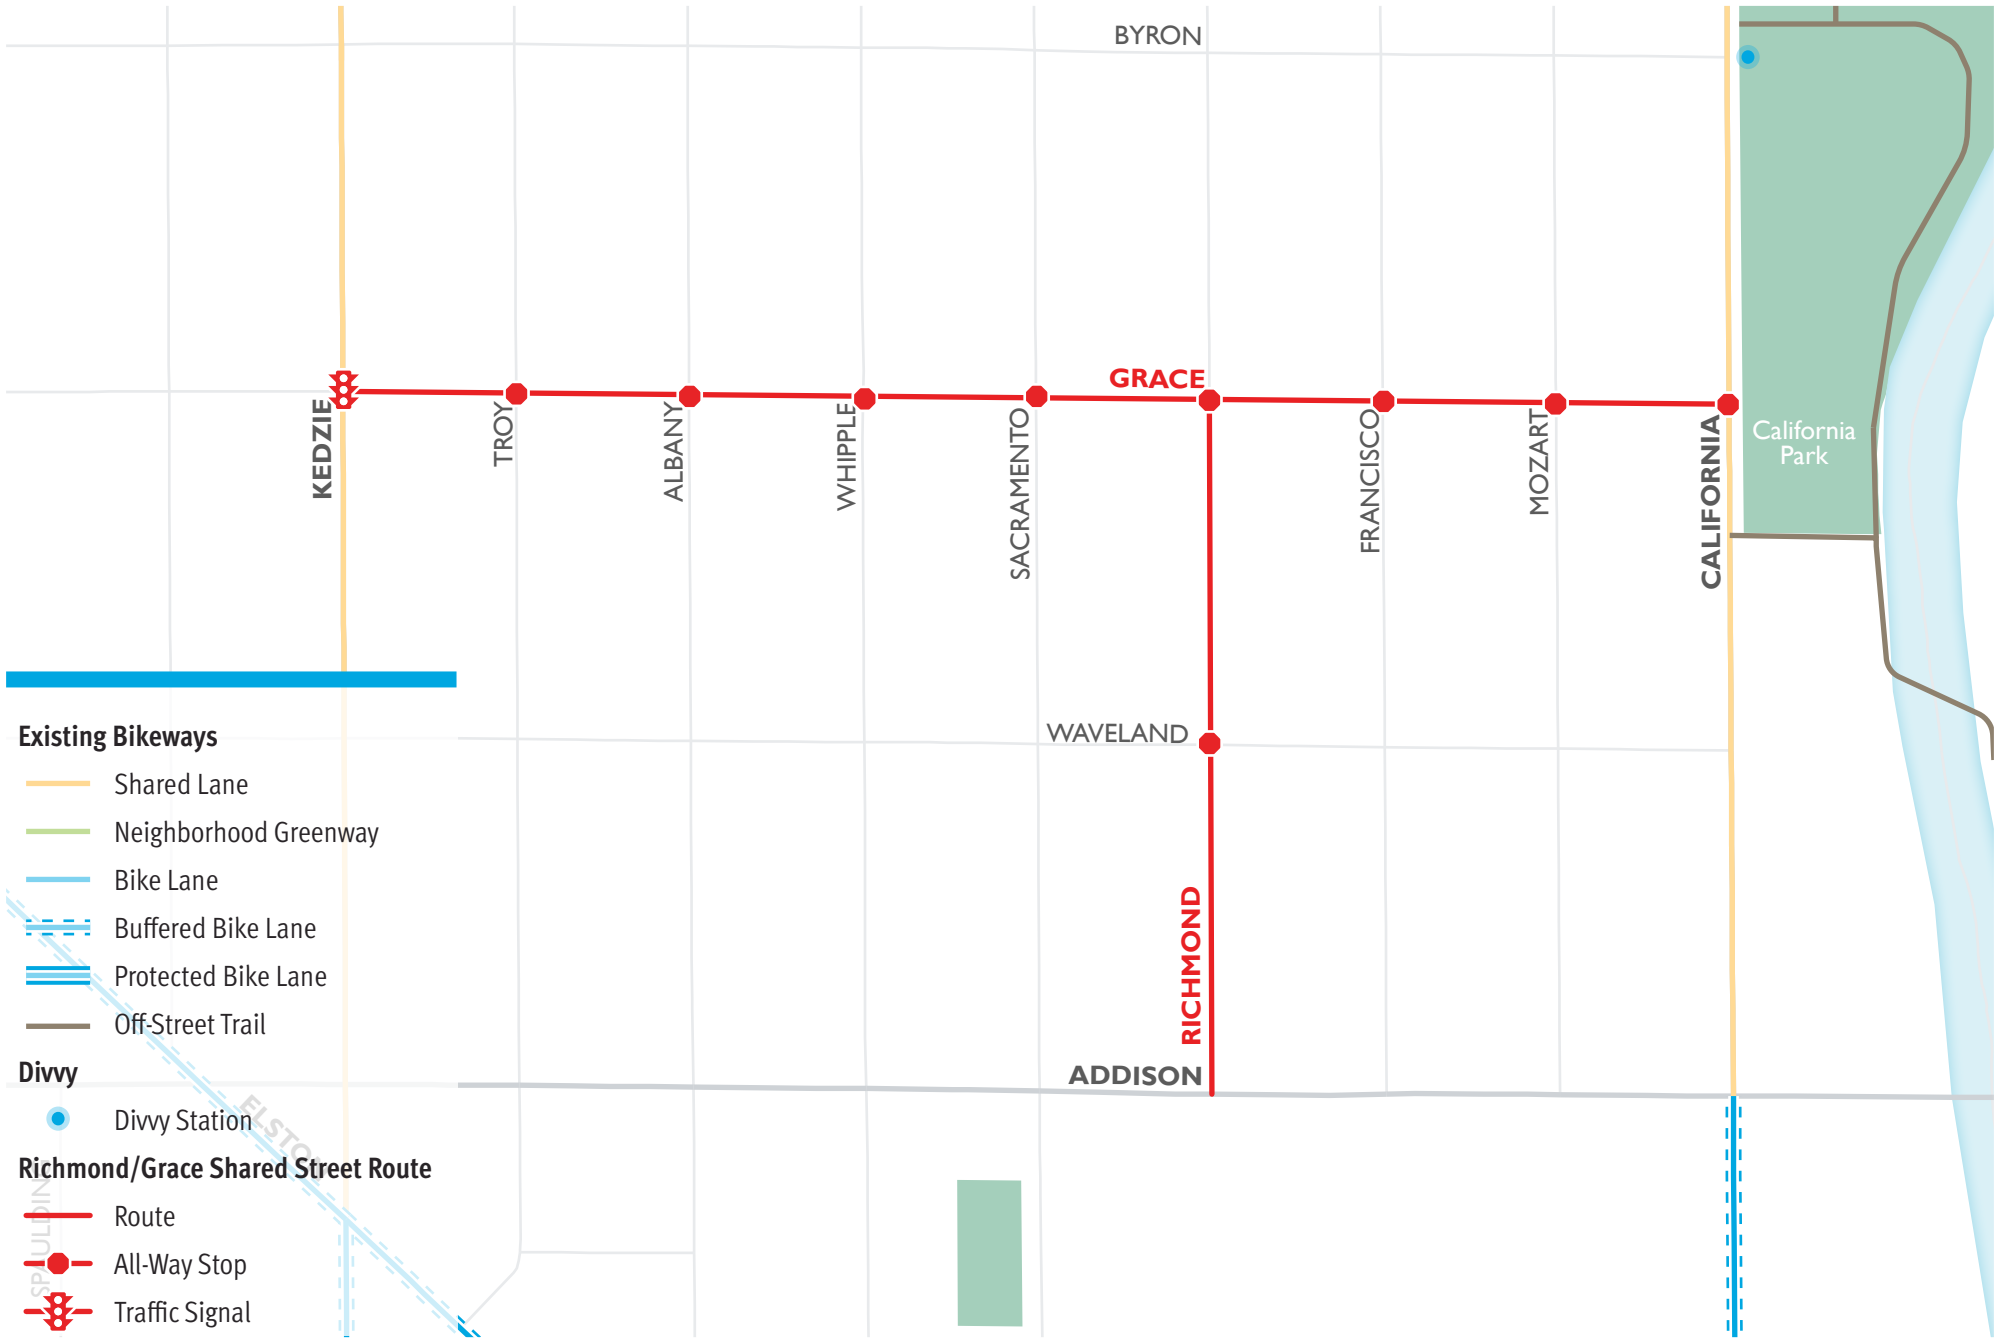 BYRON
GRACE
KEDZIE
TROY
ALBANY
WHIPPLE
SACRAMENTO
FRANCISCO
MOZART
CALIFORNIA
California
Park
WAVELAND
RICHMOND
ADDISON
Existing Bikeways
Shared Lane
Neighborhood Greenway
Bike Lane
Buffered Bike Lane
Protected Bike Lane
Off-Street Trail
Divvy
Divvy Station
ELSTON
Richmond/Grace Shared Street Route
SPAULDING
Route
All-Way Stop
Traffic Signal